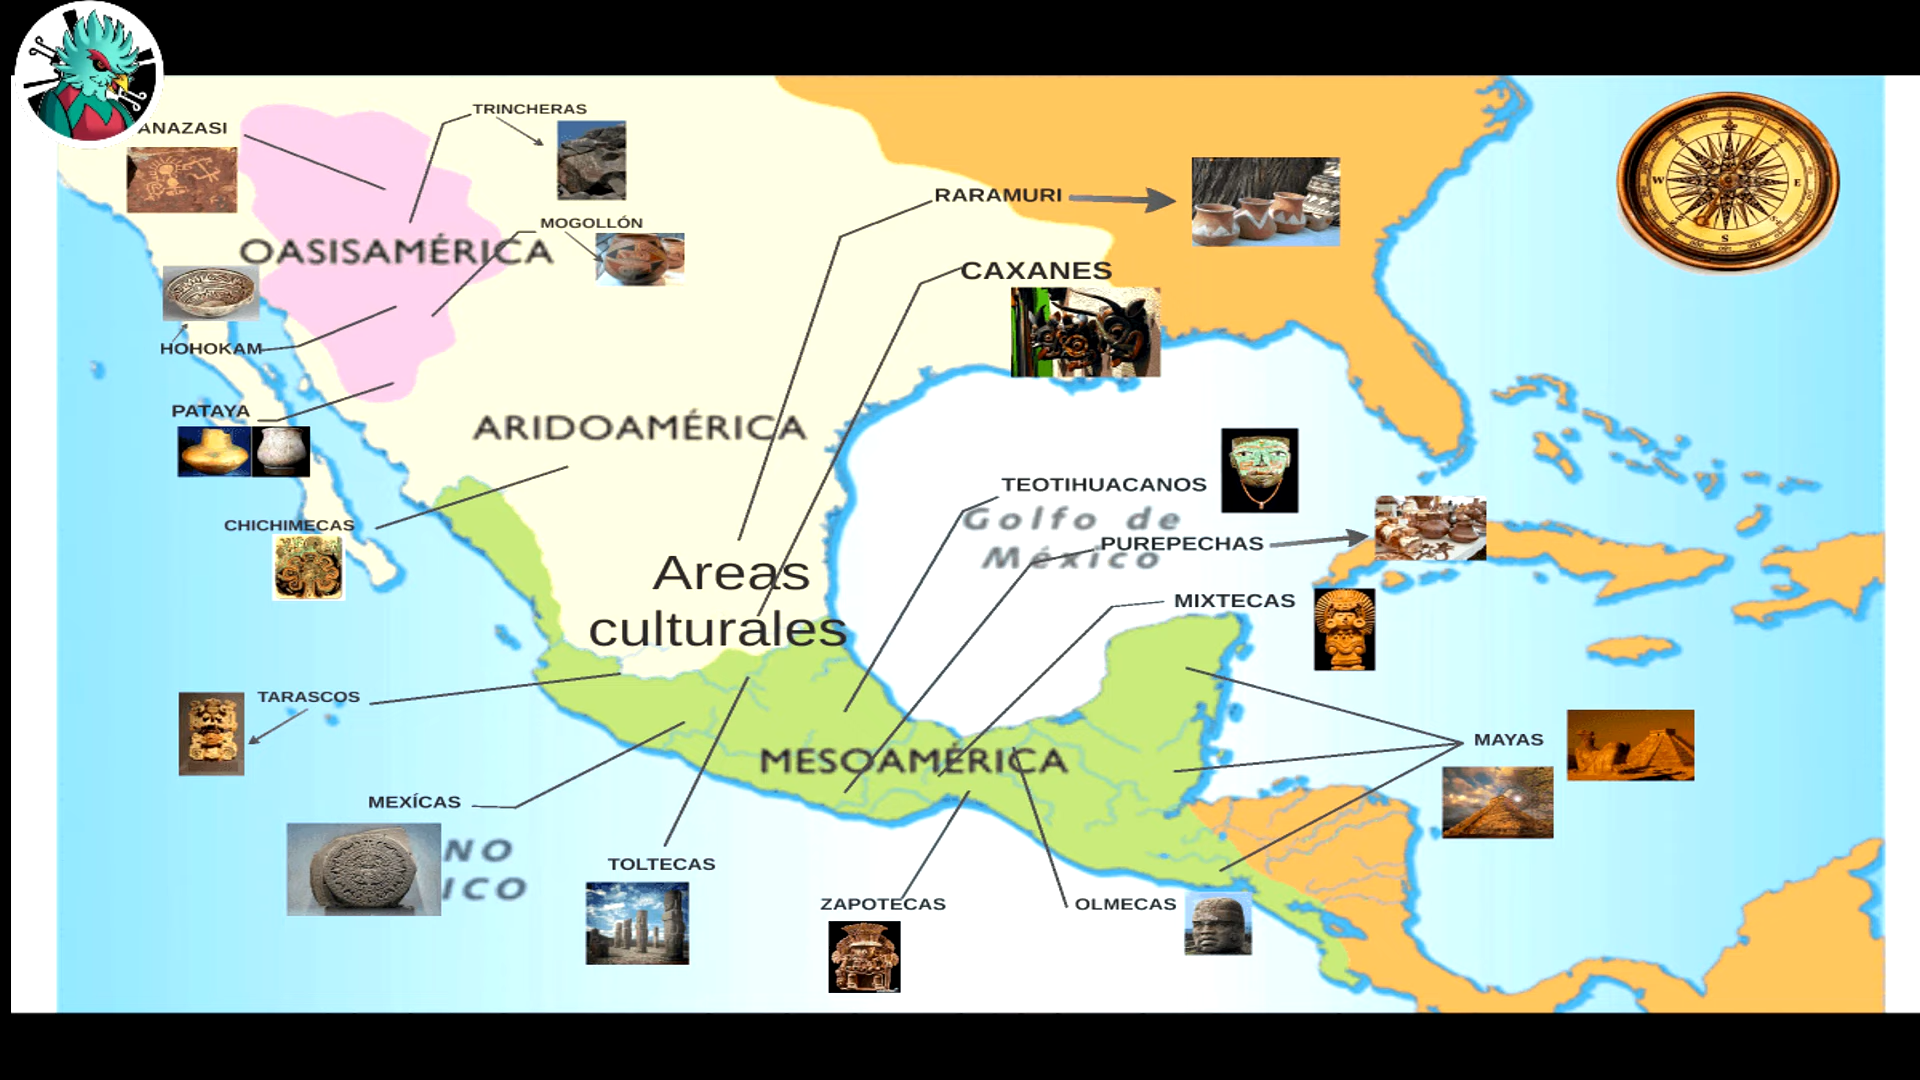 TRINCHERAS
ANAZASI
RARAMURI
MOGOLLÓN
OASISAMÉRICA
CAXANES
HOHOKAM
PATAYA
ARIDOAMÉRICA
TEOTIHUACANOS
Golfo de
México
CHICHIMECAS
PUREPECHAS
Areas
culturales
MIXTECAS
TARASCOS
MAYAS
MESOAMÉRICA
MEXÍCAS
NO
ICO
TOLTECAS
ZAPOTECAS
OLMECAS
W
E
S